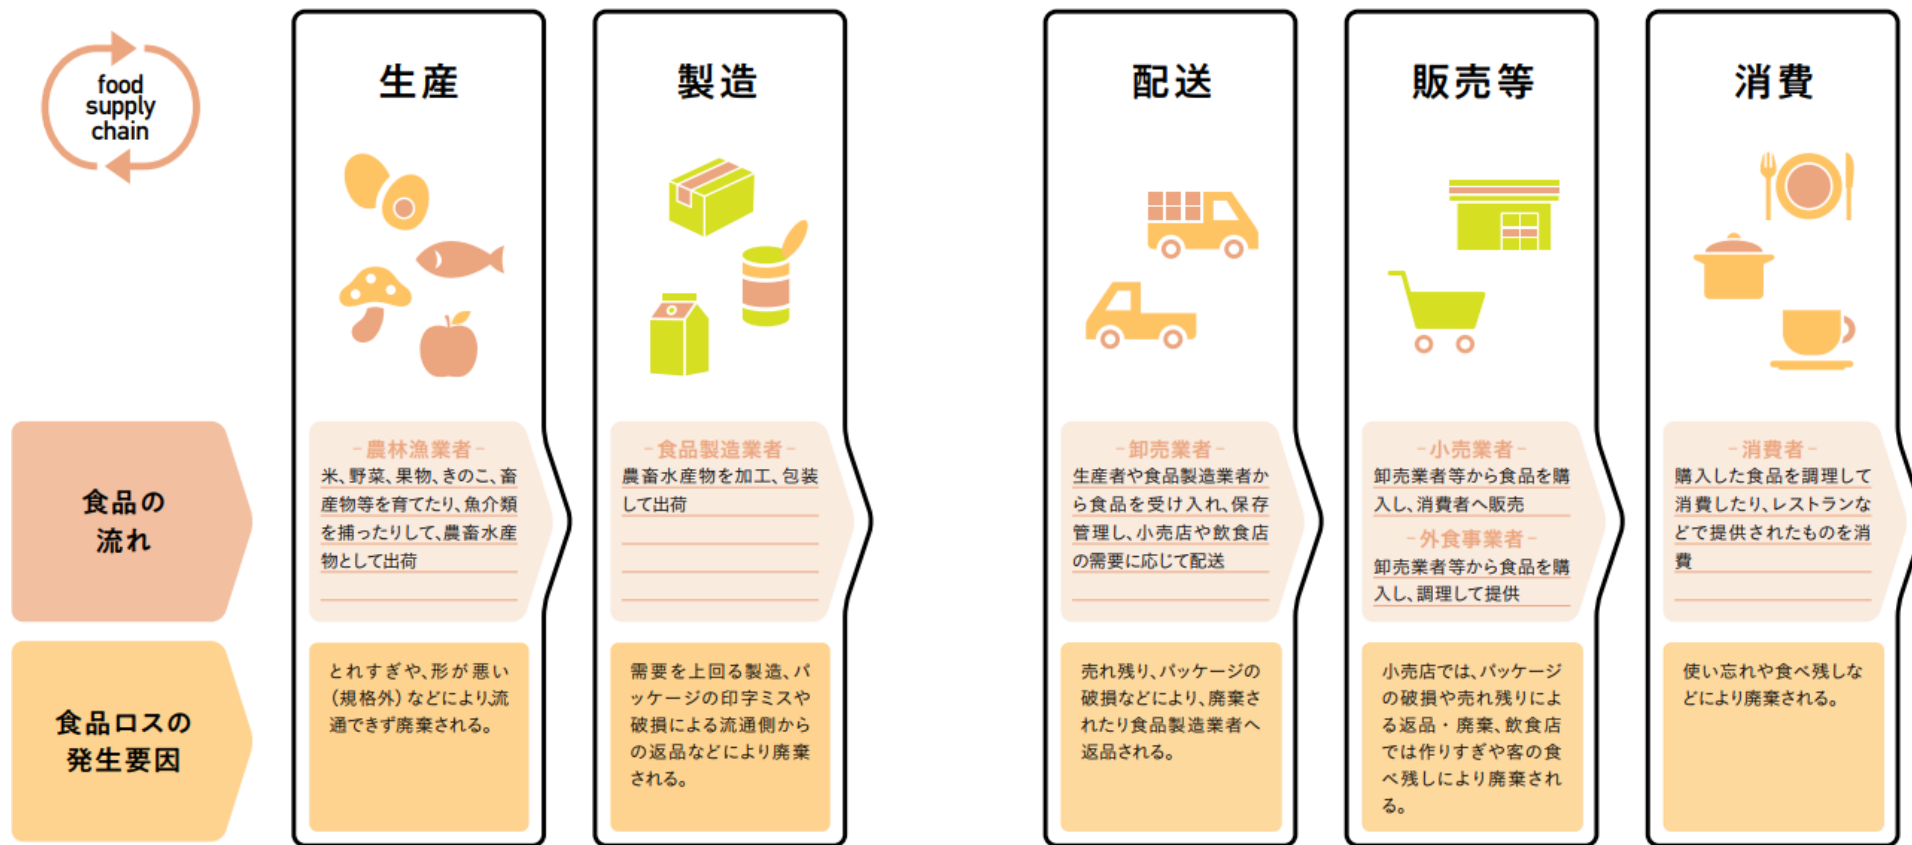 food
supply
chain
生産
製造
配送
販売等
消費
食品の
流れ
-農林漁業者-
米、野菜、果物、きのこ、畜
産物等を育てたり、魚介類
を捕ったりして、農畜水産
物として出荷
-食品製造業者-
農畜水産物を加工、包装
して出荷
-卸売業者-
生産者や食品製造業者か
ら食品を受け入れ、保存
管理し、小売店や飲食店
の需要に応じて配送
-小売業者-
卸売業者等から食品を購
入し、消費者へ販売
-外食事業者-
卸売業者等から食品を購
入し、調理して提供
-消費者-
購入した食品を調理して
消費したり、レストランな
どで提供されたものを消
費
食品ロスの
発生要因
とれすぎや、形が悪い
(規格外)などにより、流
通できず廃棄される。
需要を上回る製造、パ
ッケージの印字ミスや
破損による流通側から
の返品などにより廃棄
される。
売れ残り、パッケージの
破損などにより、廃棄さ
れたり食品製造業者へ
返品される。
小売店では、パッケージ
の破損や売れ残りによ
る返品・廃棄、飲食店
では作りすぎや客の食
べ残しにより廃棄され
る。
使い忘れや食べ残しな
どにより廃棄される。